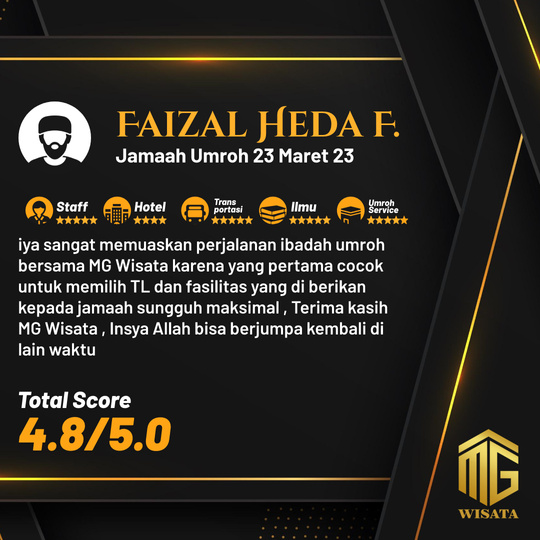 FAIZAL HEDA F.
Jamaah Umroh 23 Maret 23
Staff
Hotel
Trans
portasi
Ilmu
Umroh
Service
iya sangat memuaskan perjalanan ibadah umroh
bersama MG Wisata karena yang pertama cocok
untuk memilih TL dan fasilitas yang di berikan
kepada jamaah sungguh maksimal , Terima kasih
MG Wisata , Insya Allah bisa berjumpa kembali di
lain waktu
Total Score
4.8/5.0
MG
WISATA